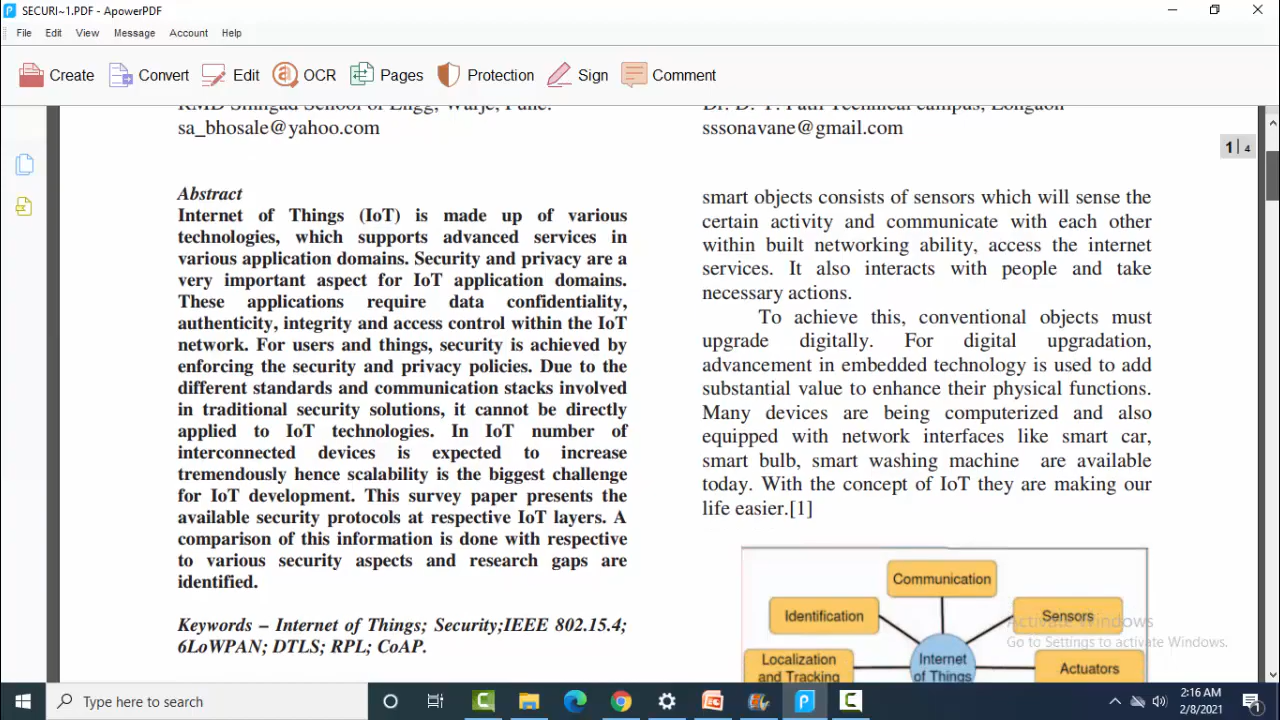 SECURI~1.PDF - ApowerPDF
File Edit View Message Account Help
Create Convert Edit OCR Pages Protection Sign Comment
1 4
sa_bhosale@yahoo.com
Abstract
Internet of Things (IoT) is made up of various
technologies, which supports advanced services in
various application domains. Security and privacy are a
very important aspect for IoT application domains.
These applications require data confidentiality,
authenticity, integrity and access control within the IoT
network. For users and things, security is achieved by
enforcing the security and privacy policies. Due to the
different standards and communication stacks involved
in traditional security solutions, it cannot be directly
applied to IoT technologies. In IoT number of
interconnected devices is expected to increase
tremendously hence scalability is the biggest challenge
for IoT development. This survey paper presents the
available security protocols at respective IoT layers. A
comparison of this information is done with respective
to various security aspects and research gaps are
identified.
Keywords – Internet of Things; Security;IEEE 802.15.4;
6LoWPAN; DTLS; RPL; CoAP.
sssonavane@gmail.com
smart objects consists of sensors which will sense the
certain activity and communicate with each other
within built networking ability, access the internet
services. It also interacts with people and take
necessary actions.
To achieve this, conventional objects must
upgrade digitally. For digital upgradation,
advancement in embedded technology is used to add
substantial value to enhance their physical functions.
Many devices are being computerized and also
equipped with network interfaces like smart car,
smart bulb, smart washing machine are available
today. With the concept of IoT they are making our
life easier.[1]
Communication
Identification
Sensors
Localization
and Tracking
Internet
of Things
Actuators
Activate Windows
Go to Settings to activate Windows.
Type here to search
2:16 AM
2/8/2021
1